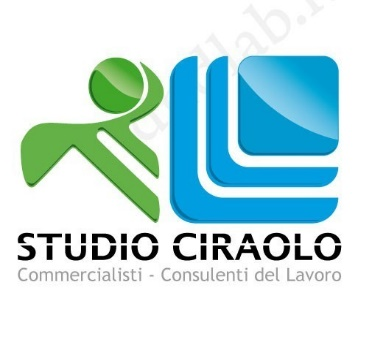 STUDIO CIRAOLO
Commercialisti - Consulenti del Lavoro